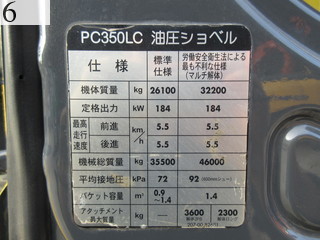 6
PC350LC 油圧ショベル
仕様 標準仕様 労働安全衛生法による最も不利な仕様（マルチ解体）
機体質量 kg 26100 32200
定格出力 kW 184 184
最高走行速度 前進 km/h 5.5 5.5
後進 5.5 5.5
機械総質量 kg 35500 46000
平均接地圧 kPa 72 92
バケット容量 m³ 0.9～1.4 1.4
アタッチメント最大質量 kg — 3600 2300